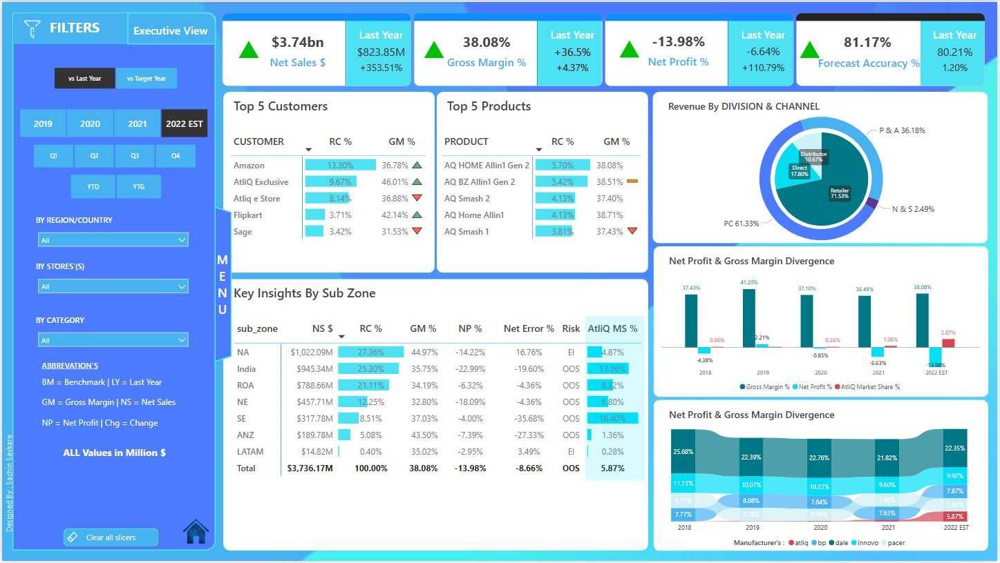 FILTERS
Executive View
vs Last Year
vs Target Year
2019
2020
2021
2022 EST
Q1
Q2
Q3
Q4
YTD
YTG
BY REGION/COUNTRY
All
BY STORES'(S)
All
BY CATEGORY
All
ABBREVATION'S
BM = Benchmark | LY = Last Year
GM = Gross Margin | NS = Net Sales
NP = Net Profit | Chg = Change
ALL Values in Million $
Designed By : Sachin Savkare
Clear all slicers
MENU
$3.74bn
Net Sales $
Last Year
$823.85M
+353.51%
38.08%
Gross Margin %
Last Year
+36.5%
+4.37%
-13.98%
Net Profit %
Last Year
-6.64%
+110.79%
81.17%
Forecast Accuracy %
Last Year
80.21%
1.20%
Top 5 Customers
CUSTOMER RC % GM %
Amazon 13.30% 36.78%
AtliQ Exclusive 9.67% 46.01%
Atliq e Store 8.14% 36.88%
Flipkart 3.71% 42.14%
Sage 3.42% 31.53%
Top 5 Products
PRODUCT RC % GM %
AQ HOME Allin1 Gen 2 5.70% 38.08%
AQ BZ Allin1 Gen 2 5.42% 38.51%
AQ Smash 2 4.13% 37.40%
AQ Home Allin1 4.13% 38.71%
AQ Smash 1 3.81% 37.43%
Revenue By DIVISION & CHANNEL
P & A 36.18%
N & S 2.49%
PC 61.33%
Distributor
10.67%
Direct
17.80%
Retailer
71.53%
Key Insights By Sub Zone
sub_zone NS $ RC % GM % NP % Net Error % Risk AtliQ MS %
NA $1,022.09M 27.36% 44.97% -14.22% 16.76% EI 4.87%
India $945.34M 25.30% 35.75% -22.99% -19.60% OOS 13.26%
ROA $788.66M 21.11% 34.19% -6.32% -4.36% OOS 8.32%
NE $457.71M 12.25% 32.80% -18.09% -4.36% OOS 6.80%
SE $317.78M 8.51% 37.03% -4.00% -35.68% OOS 16.40%
ANZ $189.78M 5.08% 43.50% -7.39% -27.33% OOS 1.36%
LATAM $14.82M 0.40% 35.02% -2.95% 3.49% EI 0.28%
Total $3,736.17M 100.00% 38.08% -13.98% -8.66% OOS 5.87%
Net Profit & Gross Margin Divergence
37.43% 41.20% 37.10% 36.49% 38.08%
0.06% 2.21% 0.36% 1.06% 5.87%
-4.38% -0.85% -6.63% -13.98%
2018 2019 2020 2021 2022 EST
Gross Margin % Net Profit % AtliQ Market Share %
Net Profit & Gross Margin Divergence
25.68% 22.39% 22.76% 21.82% 22.35%
11.21% 10.07% 10.23% 9.60% 9.92%
8.71% 8.08% 7.64% 7.66% 7.87%
7.77% 7.76% 6.99% 7.63% 7.64%
5.87%
2018 2019 2020 2021 2022 EST
Manufacturer's : atliq bp dale innovo pacer